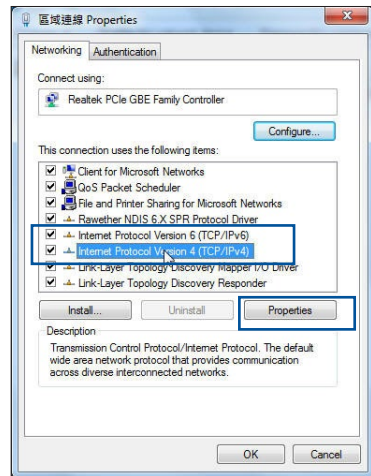 區域連線 Properties
Networking Authentication
Connect using:
Realtek PCIe GBE Family Controller
Configure...
This connection uses the following items:
Client for Microsoft Networks
QoS Packet Scheduler
File and Printer Sharing for Microsoft Networks
Rawether NDIS 6.X SPR Protocol Driver
Internet Protocol Version 6 (TCP/IPv6)
Internet Protocol Version 4 (TCP/IPv4)
Link-Layer Topology Discovery Mapper I/O Driver
Link-Layer Topology Discovery Responder
Install... Uninstall Properties
Description
Transmission Control Protocol/Internet Protocol. The default
wide area network protocol that provides communication
across diverse interconnected networks.
OK Cancel